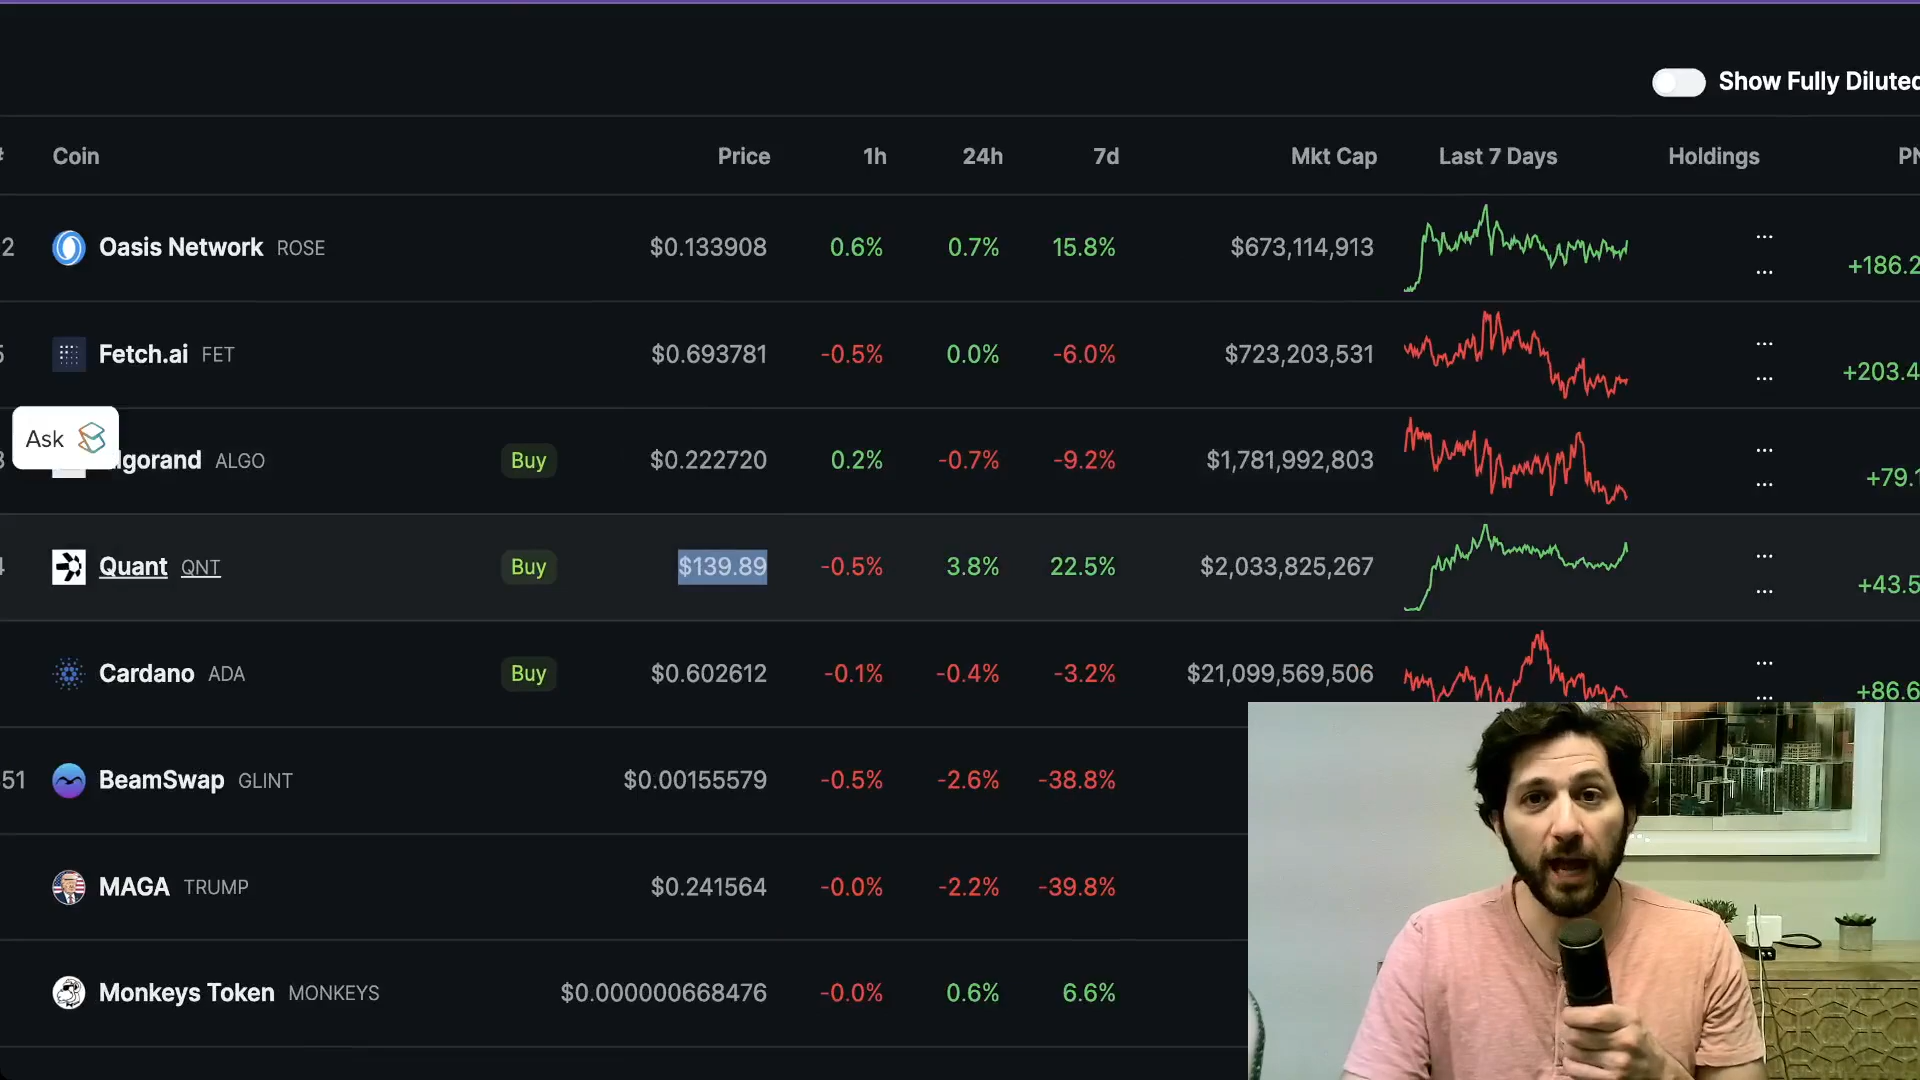 Show Fully Diluted
# Coin Price 1h 24h 7d Mkt Cap Last 7 Days Holdings PN
2 Oasis Network ROSE $0.133908 0.6% 0.7% 15.8% $673,114,913 ... ... +186.2
5 Fetch.ai FET $0.693781 -0.5% 0.0% -6.0% $723,203,531 ... ... +203.4
Ask
3 lgorand ALGO Buy $0.222720 0.2% -0.7% -9.2% $1,781,992,803 ... ... +79.1
4 Quant QNT Buy $139.89 -0.5% 3.8% 22.5% $2,033,825,267 ... ... +43.5
Cardano ADA Buy $0.602612 -0.1% -0.4% -3.2% $21,099,569,506 ... ... +86.6
51 BeamSwap GLINT $0.00155579 -0.5% -2.6% -38.8%
MAGA TRUMP $0.241564 -0.0% -2.2% -39.8%
Monkeys Token MONKEYS $0.000000668476 -0.0% 0.6% 6.6%